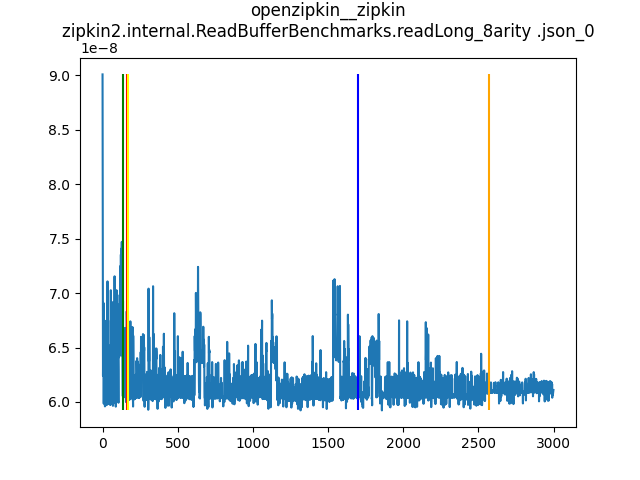 openzipkin__zipkin
zipkin2.internal.ReadBufferBenchmarks.readLong_8arity .json_0
1e−8
9.0
8.5
8.0
7.5
7.0
6.5
6.0
0 500 1000 1500 2000 2500 3000